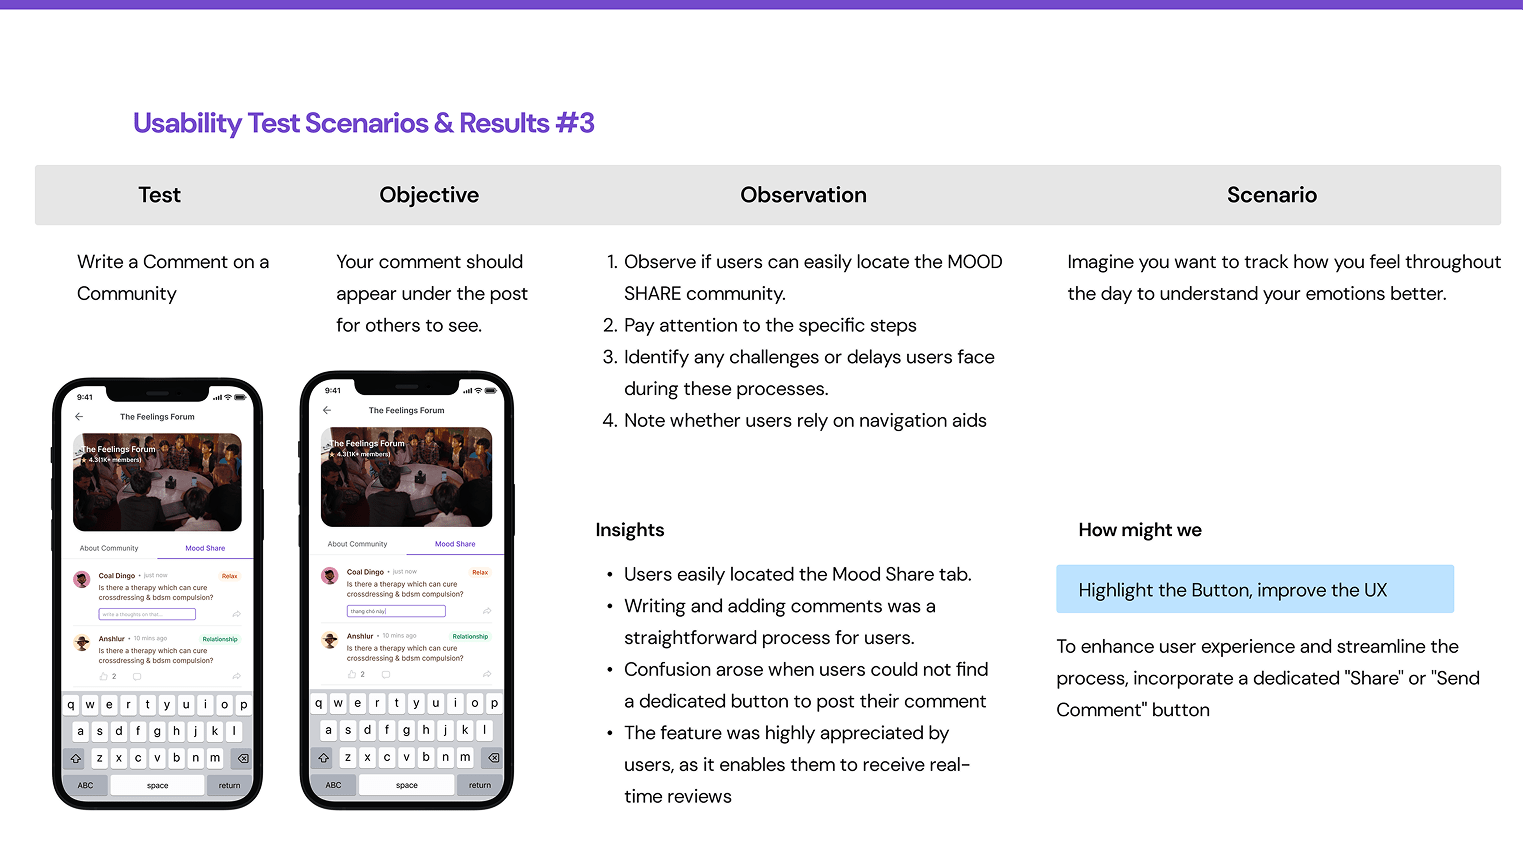 Usability Test Scenarios & Results #3
Test
Objective
Observation
Scenario
Write a Comment on a
Community
Your comment should
appear under the post
for others to see.
1. Observe if users can easily locate the MOOD
SHARE community.
2. Pay attention to the specific steps
3. Identify any challenges or delays users face
during these processes.
4. Note whether users rely on navigation aids
Imagine you want to track how you feel throughout
the day to understand your emotions better.
9:41
The Feelings Forum
The Feelings Forum
★ 4.3(1K+ members)
About Community
Mood Share
Coal Dingo • just now
Relax
Is there a therapy which can cure
crossdressing & bdsm compulsion?
write a thoughts on that...
Anshlur • 10 mins ago
Relationship
Is there a therapy which can cure
crossdressing & bdsm compulsion?
2
q w e r t y u i o p
a s d f g h j k l
z x c v b n m
ABC
space
return
9:41
The Feelings Forum
The Feelings Forum
★ 4.3(1K+ members)
About Community
Mood Share
Coal Dingo • just now
Relax
Is there a therapy which can cure
crossdressing & bdsm compulsion?
thang chó này
Anshlur • 10 mins ago
Relationship
Is there a therapy which can cure
crossdressing & bdsm compulsion?
2
q w e r t y u i o p
a s d f g h j k l
z x c v b n m
ABC
space
return
Insights
• Users easily located the Mood Share tab.
• Writing and adding comments was a
straightforward process for users.
• Confusion arose when users could not find
a dedicated button to post their comment
• The feature was highly appreciated by
users, as it enables them to receive real-
time reviews
How might we
Highlight the Button, improve the UX
To enhance user experience and streamline the
process, incorporate a dedicated "Share" or "Send
Comment" button